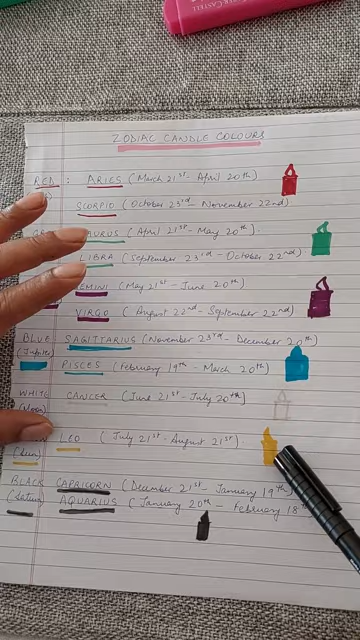 ZODIAC CANDLE COLOURS
RED : ARIES (March 21st - April 20th)
SCORPIO (October 23rd - November 22nd)
TAURUS (April 21st - May 20th)
LIBRA (September 23rd - October 22nd)
GEMINI (May 21st - June 20th)
VIRGO (August 22nd - September 22nd)
BLUE SAGITTARIUS (November 23rd - December 20th)
(Jupiter) PISCES (February 19th - March 20th)
WHITE CANCER (June 21st - July 20th)
(Moon)
LEO (July 21st - August 21st)
(Sun)
BLACK CAPRICORN (December 21st - January 19th)
(Saturn) AQUARIUS (January 20th - February 18th)